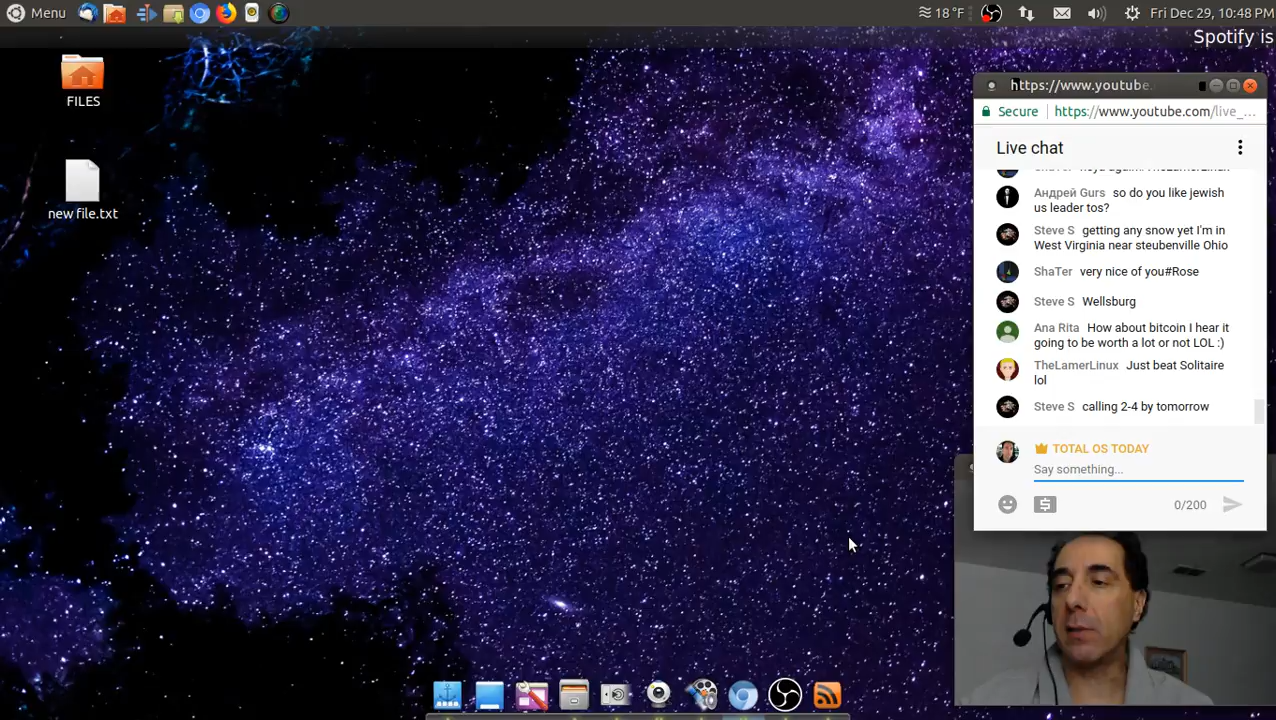 Menu
18 °F
Fri Dec 29, 10:48 PM
Spotify is
FILES
new file.txt
https://www.youtube.
Secure
https://www.youtube.com/live_...
Live chat
Андрей Gurs so do you like jewish
us leader tos?
Steve S getting any snow yet I'm in
West Virginia near steubenville Ohio
ShaTer very nice of you#Rose
Steve S Wellsburg
Ana Rita How about bitcoin I hear it
going to be worth a lot or not LOL :)
TheLamerLinux Just beat Solitaire
lol
Steve S calling 2-4 by tomorrow
TOTAL OS TODAY
Say something...
0/200